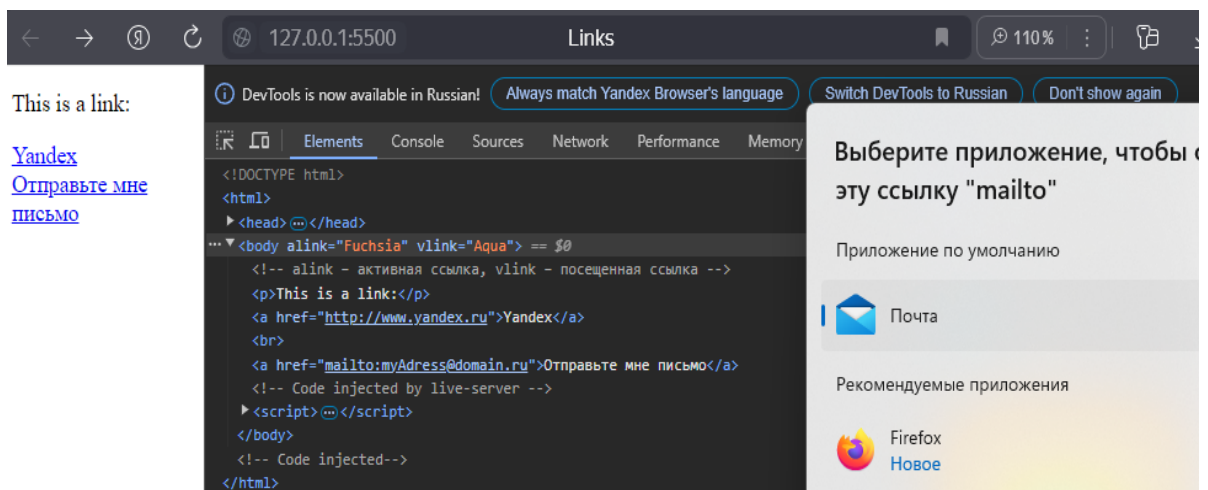 127.0.0.1:5500
Links
110 %
This is a link:
Yandex
Отправьте мне
письмо
DevTools is now available in Russian!
Always match Yandex Browser's language
Switch DevTools to Russian
Don't show again
Elements
Console
Sources
Network
Performance
Memory
<!DOCTYPE html>
<html>
<head>…</head>
<body alink="Fuchsia" vlink="Aqua"> == $0
<!-- alink – активная ссылка, vlink – посещенная ссылка -->
<p>This is a link:</p>
<a href="http://www.yandex.ru">Yandex</a>
<br>
<a href="mailto:myAdress@domain.ru">Отправьте мне письмо</a>
<!-- Code injected by live-server -->
<script>…</script>
</body>
<!-- Code injected-->
</html>
Выберите приложение, чтобы
эту ссылку "mailto"
Приложение по умолчанию
Почта
Рекомендуемые приложения
Firefox
Новое